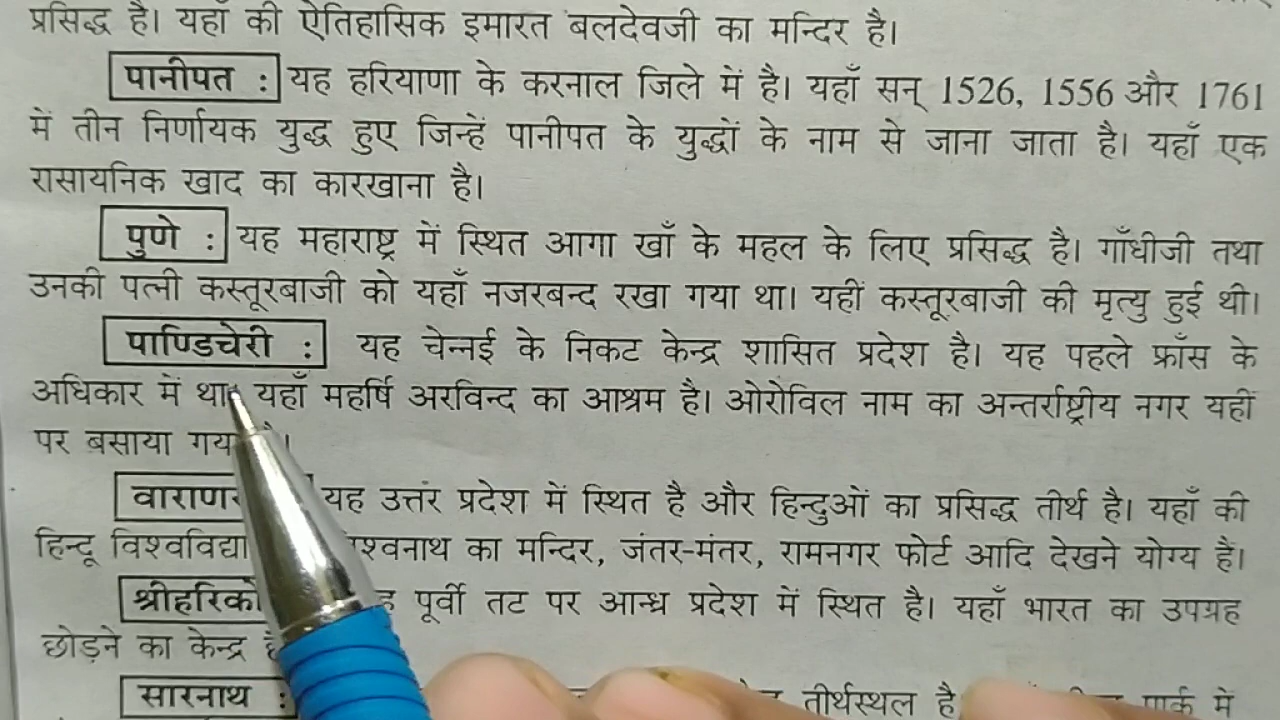 प्रसिद्ध है। यहाँ की ऐतिहासिक इमारत बलदेवजी का मन्दिर है।
पानीपत : यह हरियाणा के करनाल जिले में है। यहाँ सन् 1526, 1556 और 1761
में तीन निर्णायक युद्ध हुए जिन्हें पानीपत के युद्धों के नाम से जाना जाता है। यहाँ एक
रासायनिक खाद का कारखाना है।
पुणे : यह महाराष्ट्र में स्थित आगा खाँ के महल के लिए प्रसिद्ध है। गाँधीजी तथा
उनकी पत्नी कस्तूरबाजी को यहाँ नजरबन्द रखा गया था। यहीं कस्तूरबाजी की मृत्यु हुई थी।
पाण्डिचेरी : यह चेन्नई के निकट केन्द्र शासित प्रदेश है। यह पहले फ्राँस के
अधिकार में था यहाँ महर्षि अरविन्द का आश्रम है। ओरोविल नाम का अन्तर्राष्ट्रीय नगर यहीं
पर बसाया
यह उत्तर प्रदेश में स्थित है और हिन्दुओं का प्रसिद्ध तीर्थ है। यहाँ की
हिन्दू का मन्दिर, जंतर-मंतर, रामनगर फोर्ट आदि देखने योग्य हैं।
पूर्वी तट पर आन्ध्र प्रदेश में स्थित है। यहाँ भारत का उपग्रह
छोड़ने का केन्द्र
सारनाथ : तीर्थस्थल है पार्क में